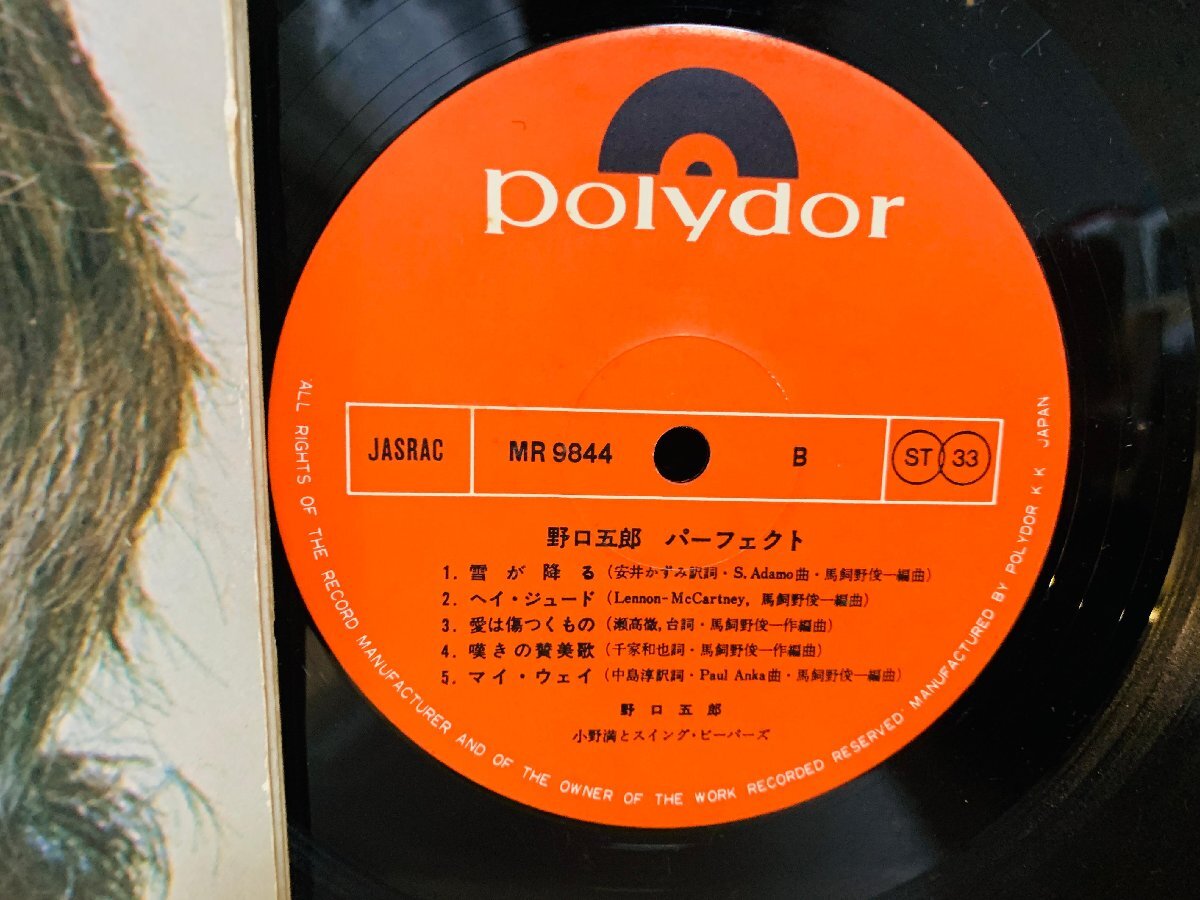 polydor
JASRAC MR 9844 B ST 33
野口五郎 パーフェクト
1. 雪が降る (安井かずみ訳詞・S. Adamo曲・馬飼野俊一編曲)
2. ヘイ・ジュード (Lennon-McCartney, 馬飼野俊一編曲)
3. 愛は傷つくもの (瀬高徹, 台詞・馬飼野俊一作編曲)
4. 嘆きの賛美歌 (千家和也詞・馬飼野俊一作編曲)
5. マイ・ウェイ (中島淳訳詞・Paul Anka曲・馬飼野俊一編曲)
野口五郎
小野満とスイング・ビーバーズ
ALL RIGHTS OF THE RECORD MANUFACTURER AND OF THE OWNER OF THE WORK RECORDED RESERVED· MANUFACTURED BY POLYDOR K K JAPAN